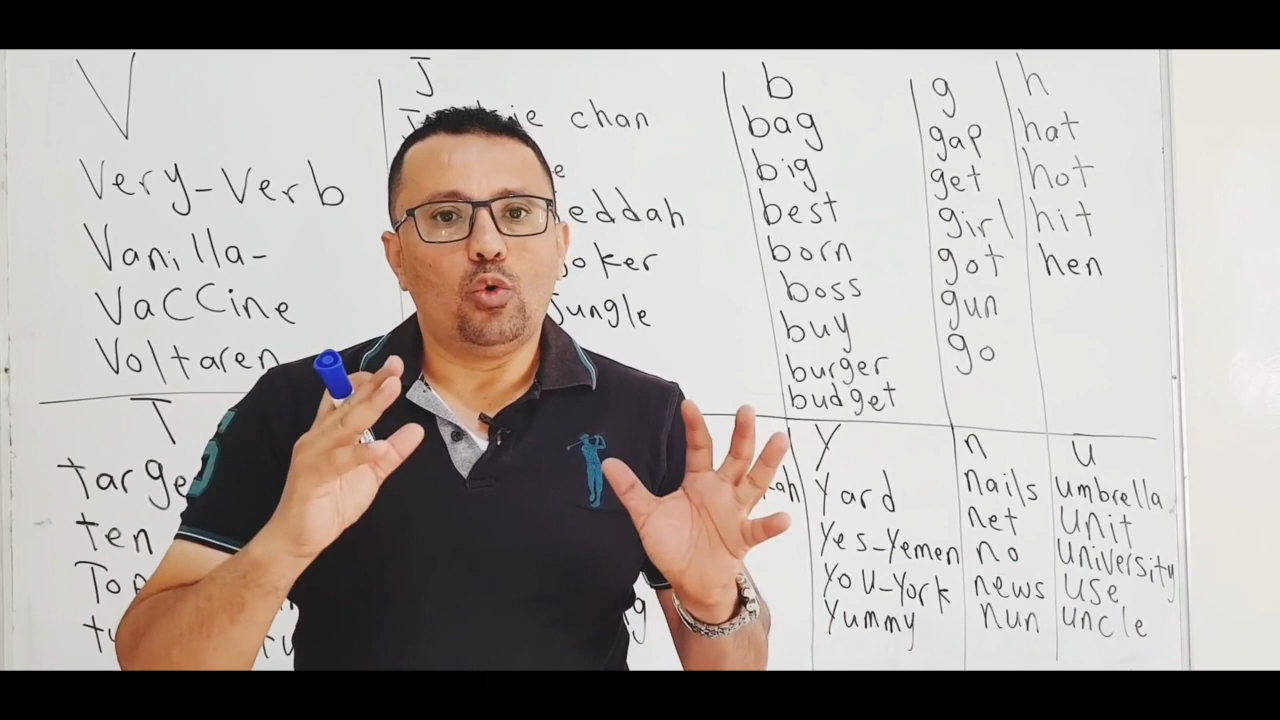 V
Very-Verb
Vanilla-
VaCCine
Voltaren
J
chan
eddah
oker
Jungle
b
bag
big
best
born
boss
buy
burger
budget
g
gap
get
girl
got
gun
go
h
hat
hot
hit
hen
T
targe
ten
Y
Yard
Yes-Yemen
YoU-York
Yummy
n
nails
net
no
news
nun
u
umbrella
Unit
University
Use
Uncle